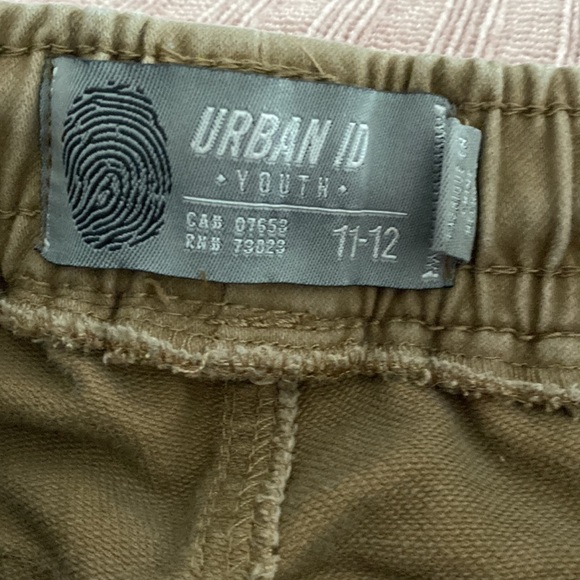 URBAN ID
• YOUTH •
CA# 07653
RN# 73023
11-12